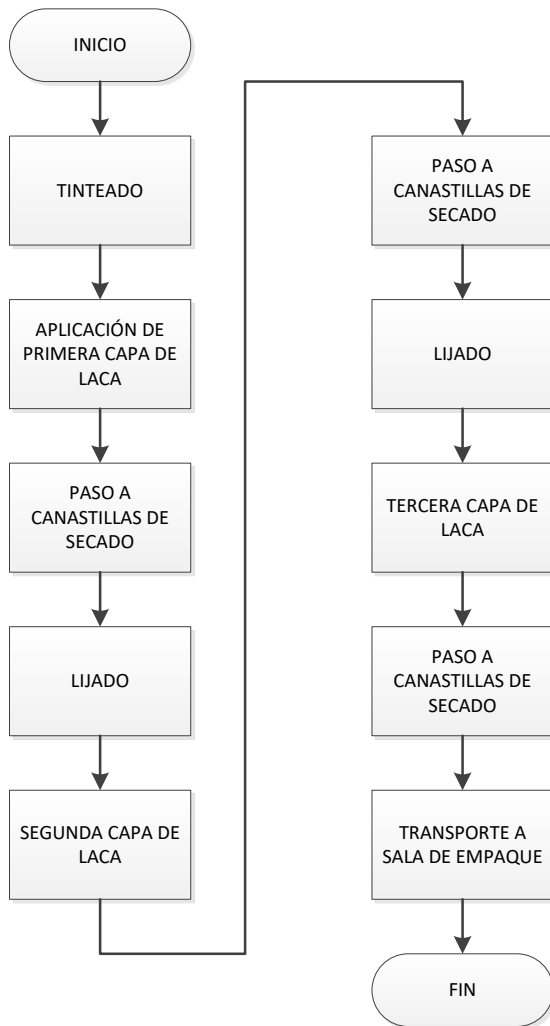 INICIO
TINTEADO
APLICACIÓN DE
PRIMERA CAPA DE
LACA
PASO A
CANASTILLAS DE
SECADO
LIJADO
SEGUNDA CAPA DE
LACA
PASO A
CANASTILLAS DE
SECADO
LIJADO
TERCERA CAPA DE
LACA
PASO A
CANASTILLAS DE
SECADO
TRANSPORTE A
SALA DE EMPAQUE
FIN